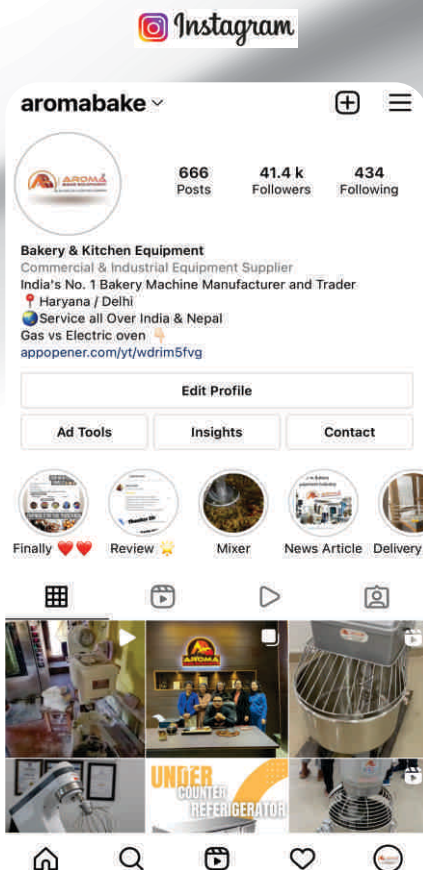 Instagram
aromabake
666
Posts
41.4 k
Followers
434
Following
AROMA
Bakery & Kitchen Equipment
Commercial & Industrial Equipment Supplier
India's No. 1 Bakery Machine Manufacturer and Trader
Haryana / Delhi
Service all Over India & Nepal
Gas vs Electric oven
appopener.com/yt/wdrim5fvg
Edit Profile
Ad Tools
Insights
Contact
Finally
Review
Mixer
News Article
Delivery
AROMA
UNDER
COUNTER
REFERIGERATOR